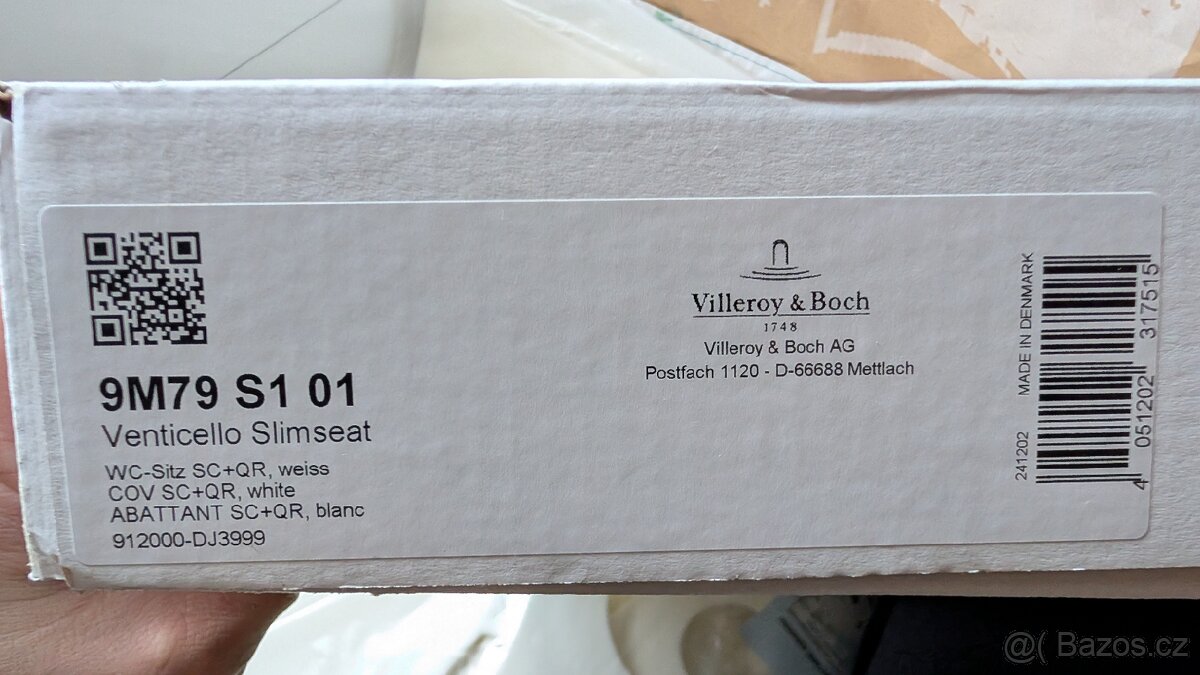 9M79 S1 01
Venticello Slimseat
WC-Sitz SC+QR, weiss
COV SC+QR, white
ABATTANT SC+QR, blanc
912000-DJ3999
Villeroy & Boch
1748
Villeroy & Boch AG
Postfach 1120 - D-66688 Mettlach
241202
MADE IN DENMARK
4 051202 317515
@( Bazos.cz